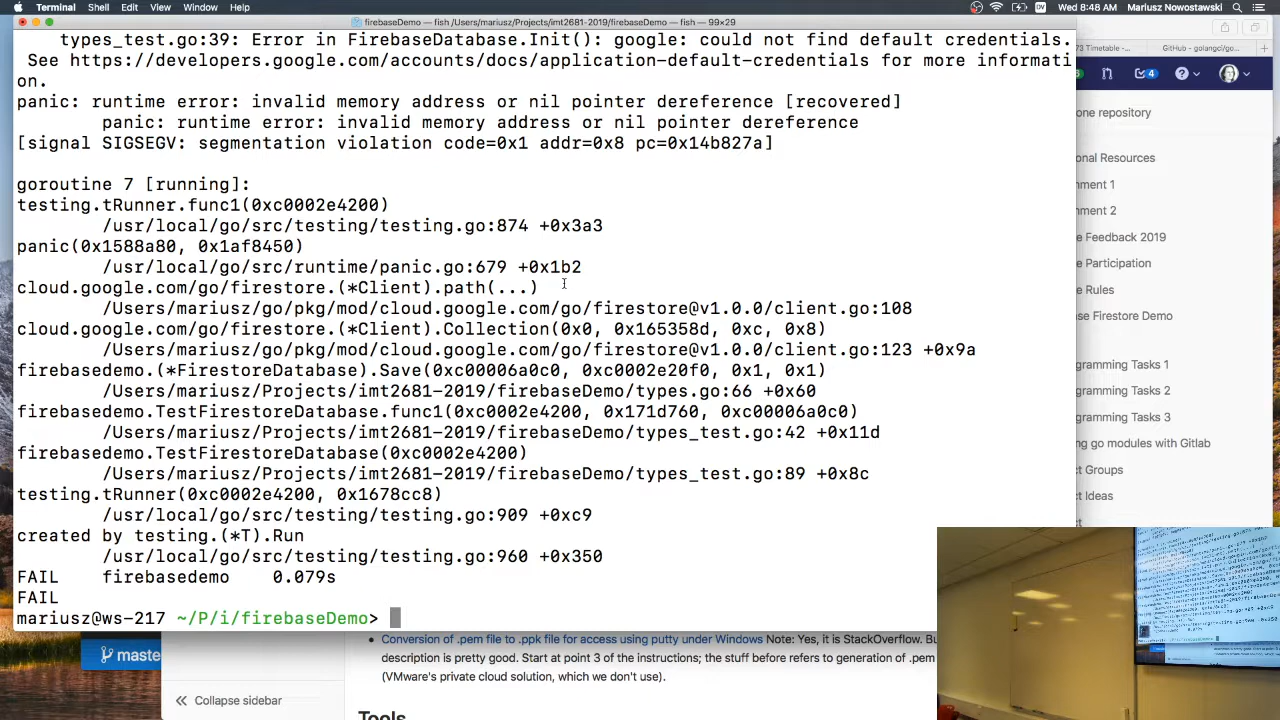 Terminal Shell Edit View Window Help
Wed 8:48 AM Mariusz Nowostawski
firebaseDemo — fish /Users/mariusz/Projects/imt2681-2019/firebaseDemo — fish — 99×29
73 Timetable -... GitHub - golangci/go...
types_test.go:39: Error in FirebaseDatabase.Init(): google: could not find default credentials.
See https://developers.google.com/accounts/docs/application-default-credentials for more informati
on.
panic: runtime error: invalid memory address or nil pointer dereference [recovered]
panic: runtime error: invalid memory address or nil pointer dereference
[signal SIGSEGV: segmentation violation code=0x1 addr=0x8 pc=0x14b827a]
goroutine 7 [running]:
testing.tRunner.func1(0xc0002e4200)
/usr/local/go/src/testing/testing.go:874 +0x3a3
panic(0x1588a80, 0x1af8450)
/usr/local/go/src/runtime/panic.go:679 +0x1b2
cloud.google.com/go/firestore.(*Client).path(...)
/Users/mariusz/go/pkg/mod/cloud.google.com/go/firestore@v1.0.0/client.go:108
cloud.google.com/go/firestore.(*Client).Collection(0x0, 0x165358d, 0xc, 0x8)
/Users/mariusz/go/pkg/mod/cloud.google.com/go/firestore@v1.0.0/client.go:123 +0x9a
firebasedemo.(*FirestoreDatabase).Save(0xc00006a0c0, 0xc0002e20f0, 0x1, 0x1)
/Users/mariusz/Projects/imt2681-2019/firebaseDemo/types.go:66 +0x60
firebasedemo.TestFirestoreDatabase.func1(0xc0002e4200, 0x171d760, 0xc00006a0c0)
/Users/mariusz/Projects/imt2681-2019/firebaseDemo/types_test.go:42 +0x11d
firebasedemo.TestFirestoreDatabase(0xc0002e4200)
/Users/mariusz/Projects/imt2681-2019/firebaseDemo/types_test.go:89 +0x8c
testing.tRunner(0xc0002e4200, 0x1678cc8)
/usr/local/go/src/testing/testing.go:909 +0xc9
created by testing.(*T).Run
/usr/local/go/src/testing/testing.go:960 +0x350
FAIL firebasedemo 0.079s
FAIL
mariusz@ws-217 ~/P/i/firebaseDemo>
4
one repository
onal Resources
nment 1
nment 2
e Feedback 2019
e Participation
e Rules
ase Firestore Demo
ogramming Tasks 1
ogramming Tasks 2
ogramming Tasks 3
ng go modules with Gitlab
ct Groups
ct Ideas
ct
master
Collapse sidebar
Conversion of .pem file to .ppk file for access using putty under Windows Note: Yes, it is StackOverflow. Bu
description is pretty good. Start at point 3 of the instructions; the stuff before refers to generation of .pem
(VMware's private cloud solution, which we don't use).
Tools